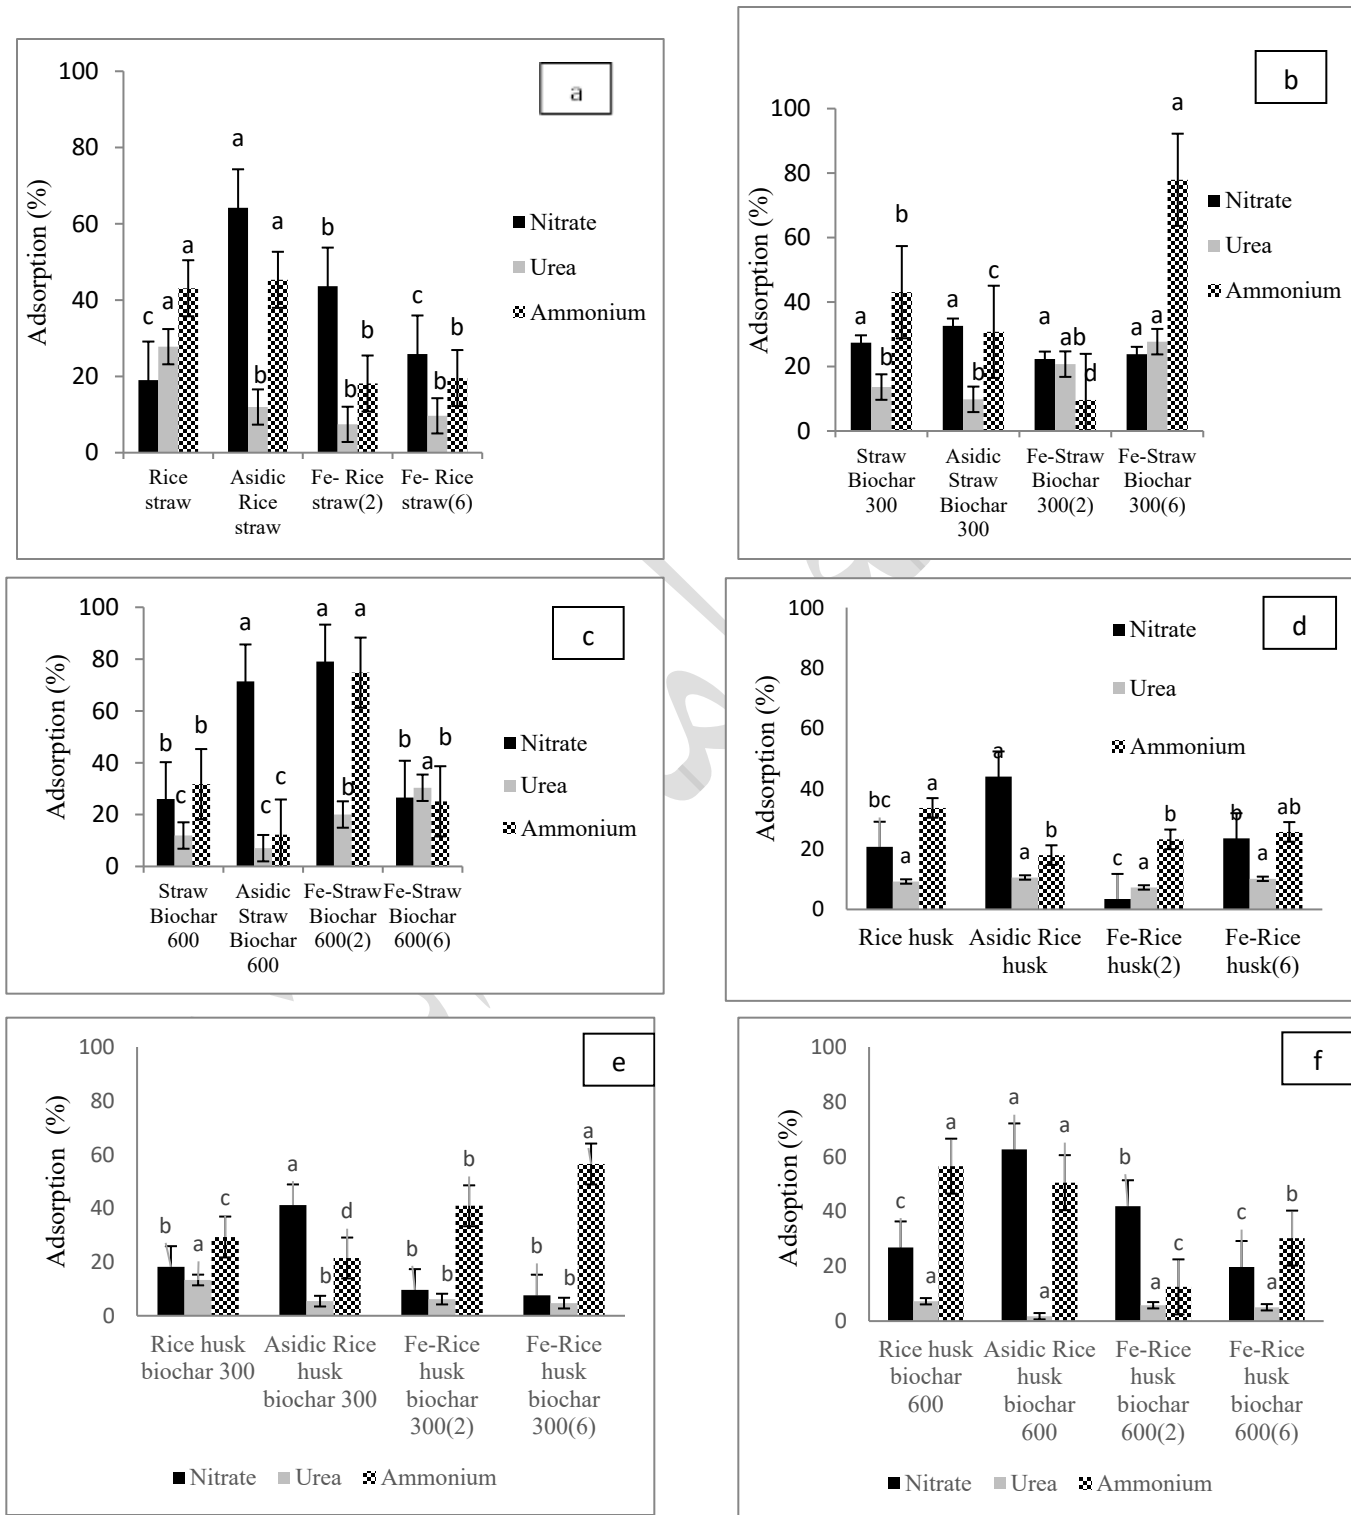 a
100
80
60
40
20
0
Adsorption (%)
c a a
a b a
b b b
c b b
Rice straw
Asidic Rice straw
Fe- Rice straw(2)
Fe- Rice straw(6)
Nitrate
Urea
Ammonium
b
100
80
60
40
20
0
Adsorption (%)
a b b
a b c
a ab d
a a a
Straw Biochar 300
Asidic Straw Biochar 300
Fe-Straw Biochar 300(2)
Fe-Straw Biochar 300(6)
Nitrate
Urea
Ammonium
c
100
80
60
40
20
0
Adsorption (%)
b c b
a c c
a b a
b a b
Straw Biochar 600
Asidic Straw Biochar 600
Fe-Straw Biochar 600(2)
Fe-Straw Biochar 600(6)
Nitrate
Urea
Ammonium
d
100
80
60
40
20
0
Adsorption (%)
bc a a
a a b
c a b
b a ab
Rice husk
Asidic Rice husk
Fe-Rice husk(2)
Fe-Rice husk(6)
Nitrate
Urea
Ammonium
e
100
80
60
40
20
0
Adsorption (%)
b a c
a b d
b b b
b b a
Rice husk biochar 300
Asidic Rice husk biochar 300
Fe-Rice husk biochar 300(2)
Fe-Rice husk biochar 300(6)
Nitrate Urea Ammonium
f
100
80
60
40
20
0
Adsoption (%)
c a a
a a a
b a c
c a b
Rice husk biochar 600
Asidic Rice husk biochar 600
Fe-Rice husk biochar 600(2)
Fe-Rice husk biochar 600(6)
Nitrate Urea Ammonium